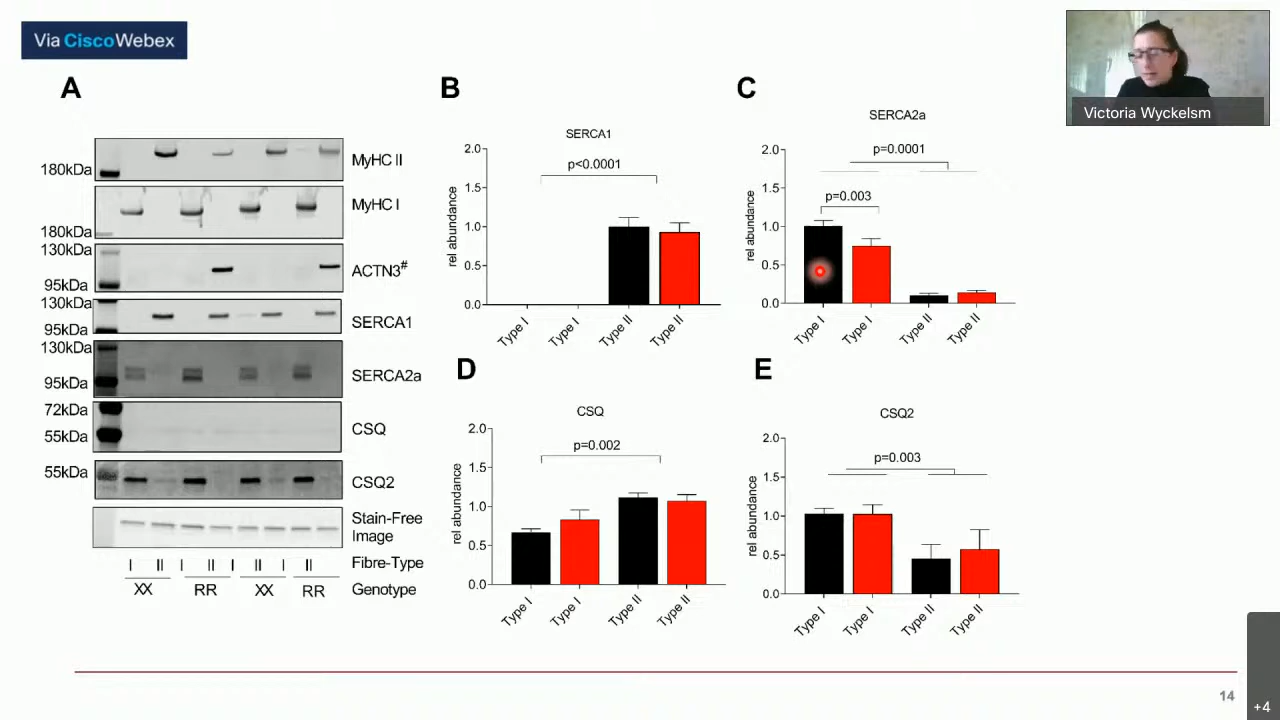 Via CiscoWebex
Victoria Wyckelsm
A
180kDa
MyHC II
MyHC I
180kDa
130kDa
ACTN3#
95kDa
130kDa
SERCA1
95kDa
130kDa
SERCA2a
95kDa
72kDa
CSQ
55kDa
55kDa
CSQ2
Stain-Free
Image
I II I II I II I II Fibre-Type
XX RR XX RR Genotype
B
SERCA1
p<0.0001
rel abundance
2.0
1.5
1.0
0.5
0.0
Type I Type I Type II Type II
C
SERCA2a
p=0.0001
p=0.003
rel abundance
2.0
1.5
1.0
0.5
0.0
Type I Type I Type II Type II
D
CSQ
p=0.002
rel abundance
2.0
1.5
1.0
0.5
0.0
Type I Type I Type II Type II
E
CSQ2
p=0.003
rel abundance
2.0
1.5
1.0
0.5
0.0
Type I Type I Type II Type II
14
+4